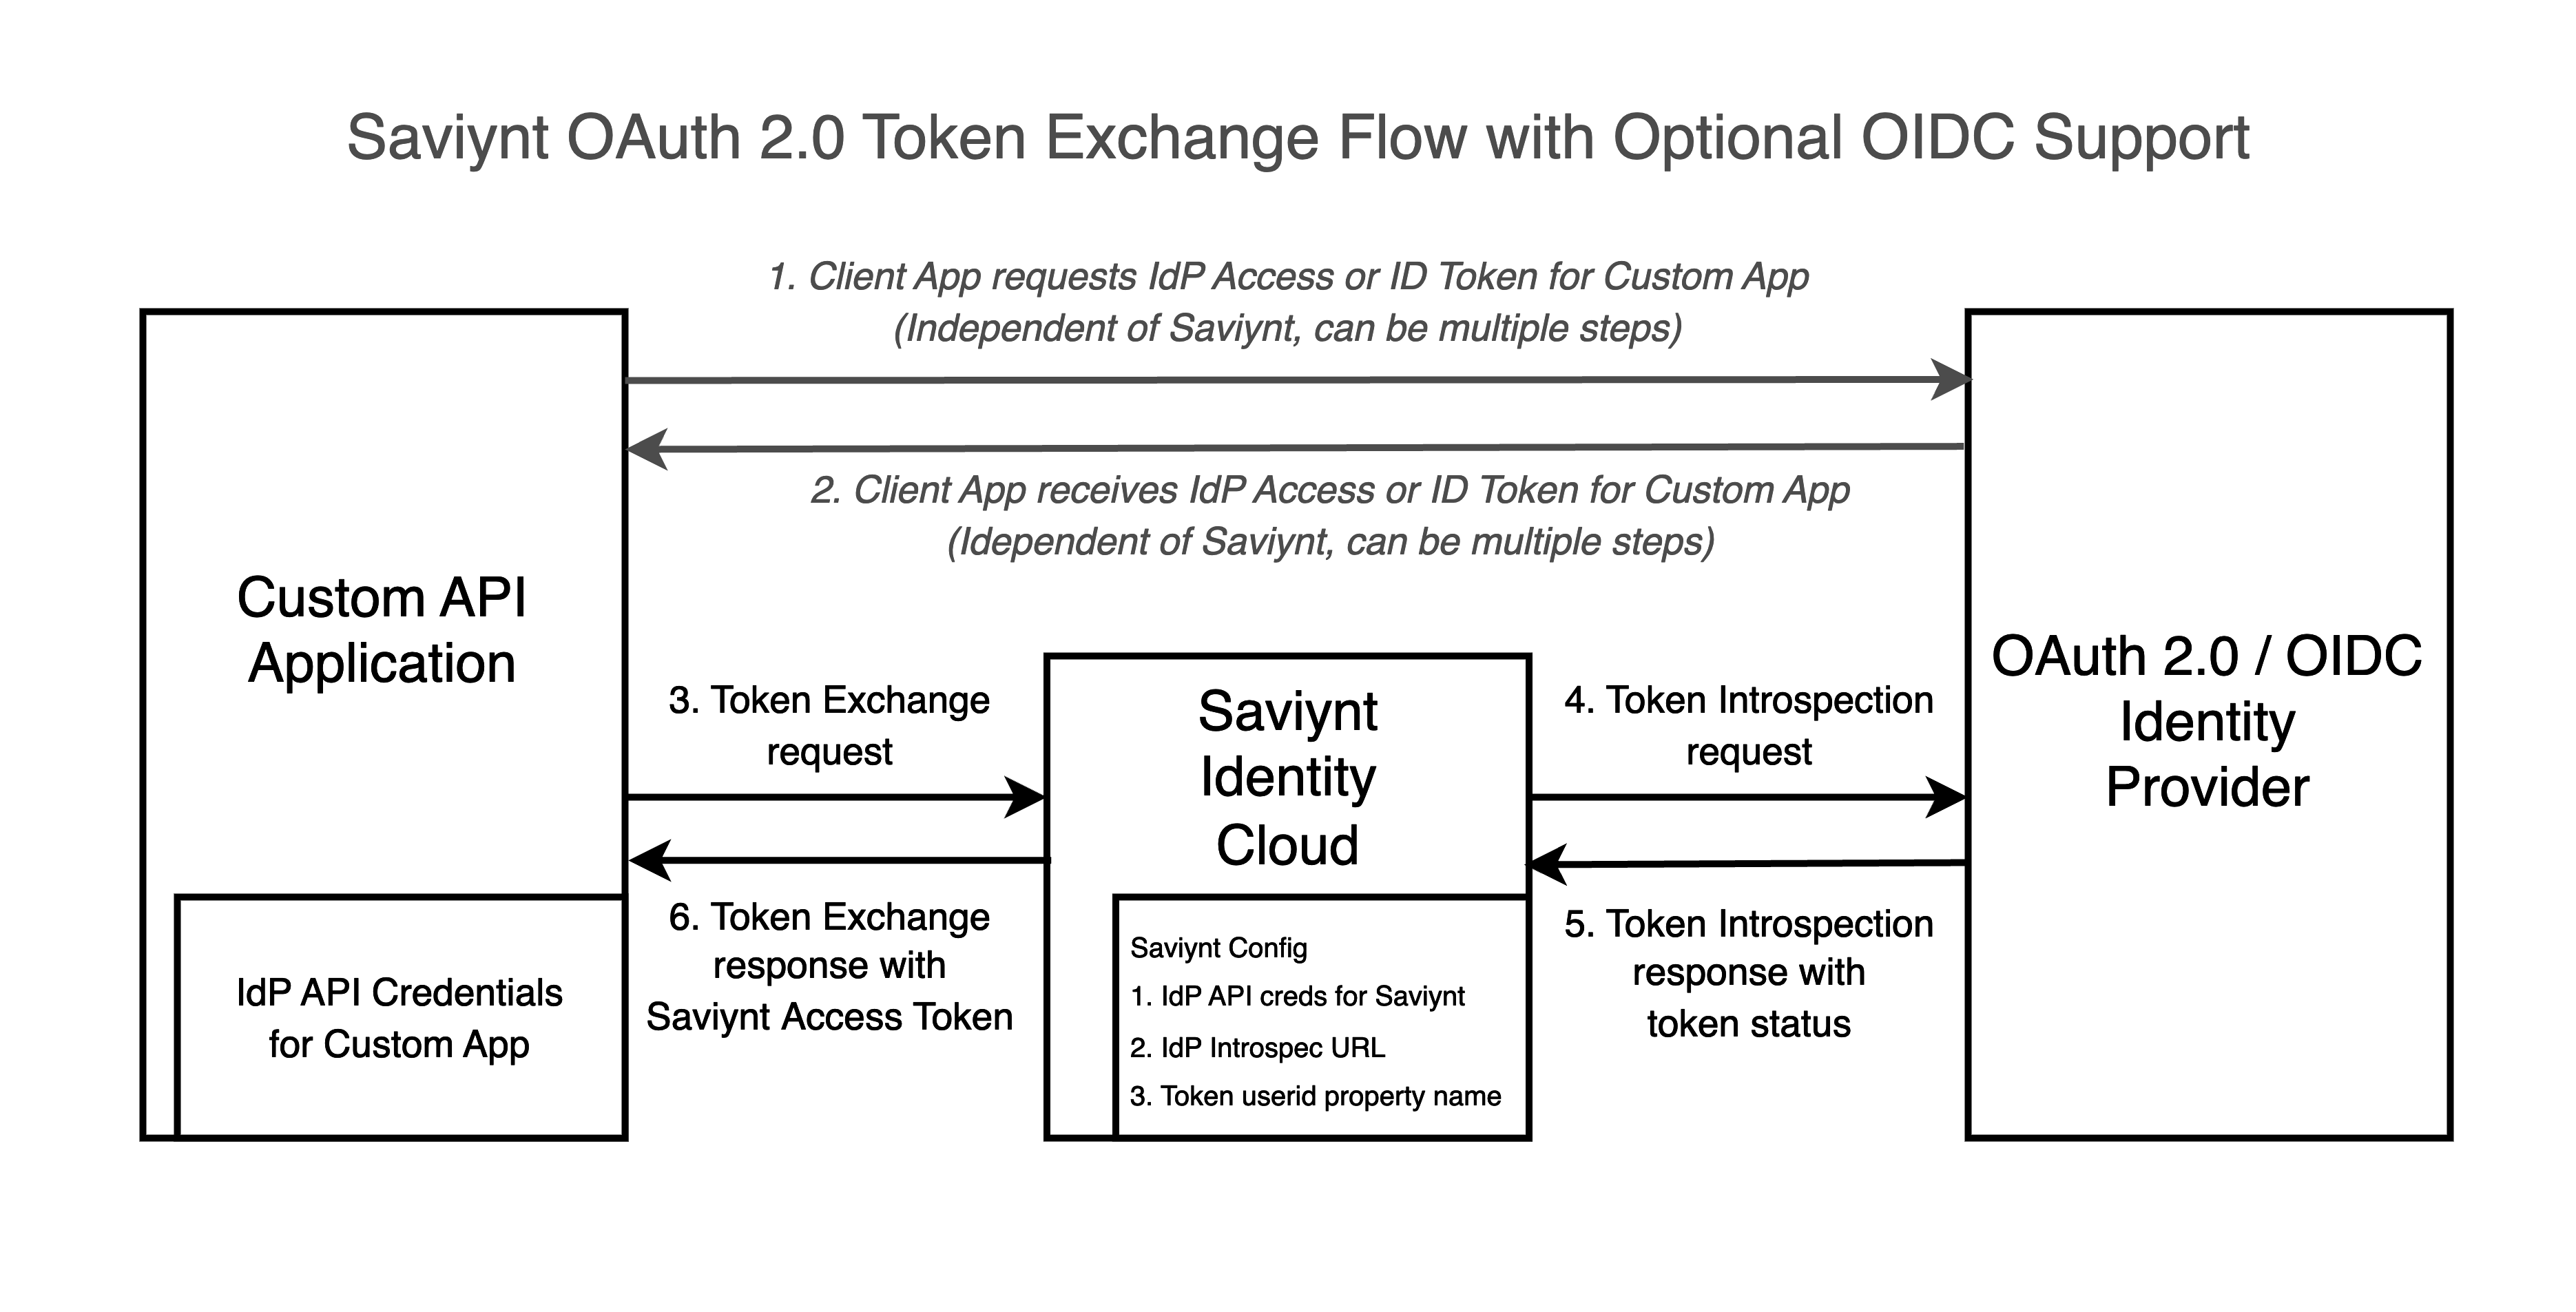 Saviynt OAuth 2.0 Token Exchange Flow with Optional OIDC Support
1. Client App requests IdP Access or ID Token for Custom App
(Independent of Saviynt, can be multiple steps)
2. Client App receives IdP Access or ID Token for Custom App
(Idependent of Saviynt, can be multiple steps)
Custom API
Application
IdP API Credentials
for Custom App
3. Token Exchange
request
6. Token Exchange
response with
Saviynt Access Token
Saviynt
Identity
Cloud
Saviynt Config
1. IdP API creds for Saviynt
2. IdP Introspec URL
3. Token userid property name
4. Token Introspection
request
5. Token Introspection
response with
token status
OAuth 2.0 / OIDC
Identity
Provider